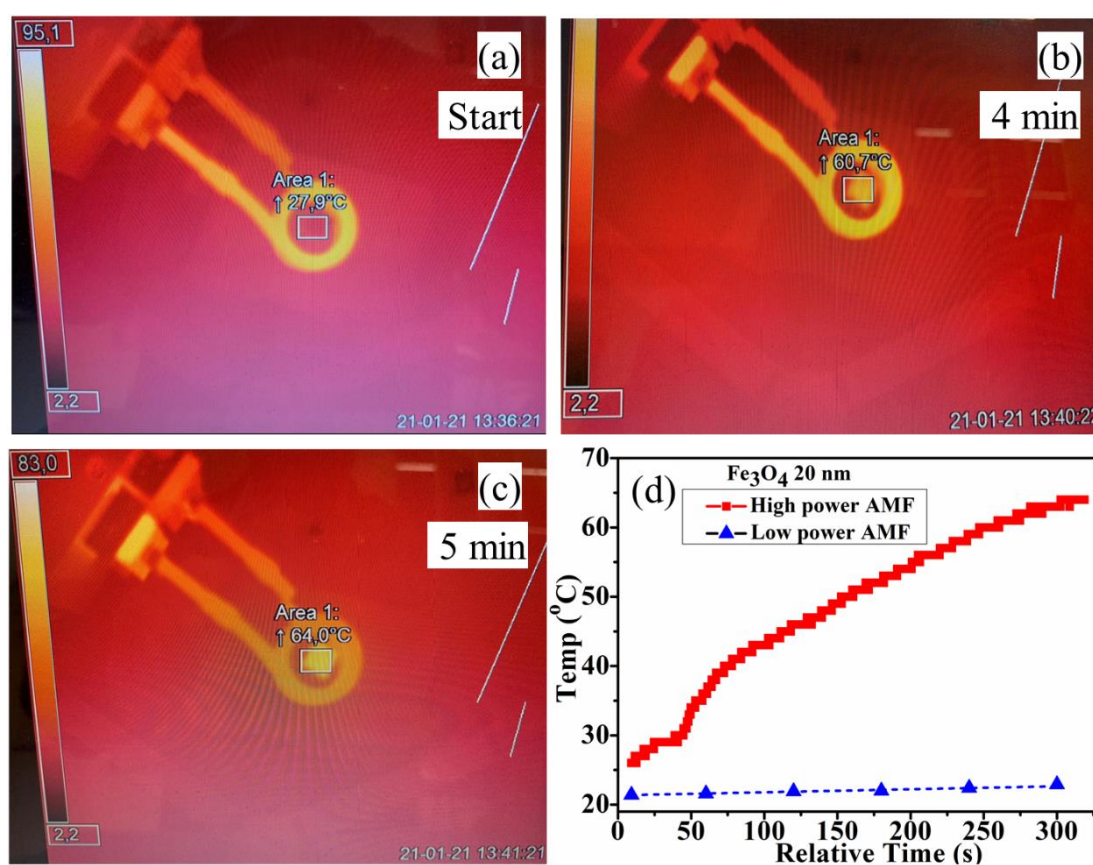 95,1
(a)
Start
Area 1:
↑ 27,9°C
2,2
21-01-21 13:36:21
(b)
4 min
Area 1:
↑ 60,7°C
2,2
21-01-21 13:40:22
83,0
(c)
5 min
Area 1:
↑ 64,0°C
2,2
21-01-21 13:41:21
(d)
Fe₃O₄ 20 nm
High power AMF
Low power AMF
Temp (⁰C)
70
60
50
40
30
20
0 50 100 150 200 250 300
Relative Time (s)